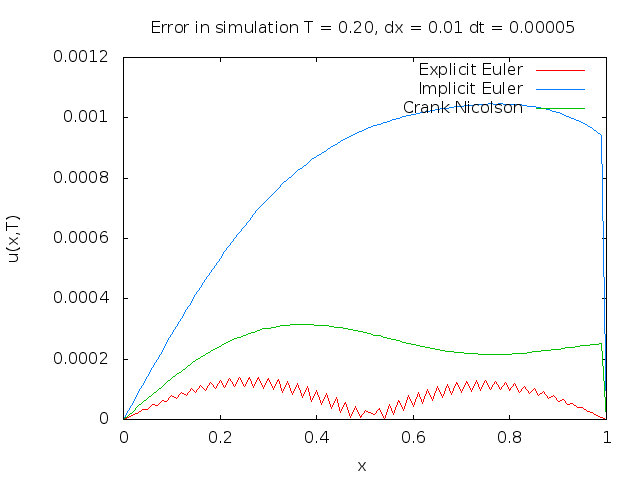 Error in simulation T = 0.20, dx = 0.01 dt = 0.00005
0.0012
Explicit Euler
Implicit Euler
Crank Nicolson
0.001
0.0008
0.0006
0.0004
0.0002
0
u(x,T)
0 0.2 0.4 0.6 0.8 1
x